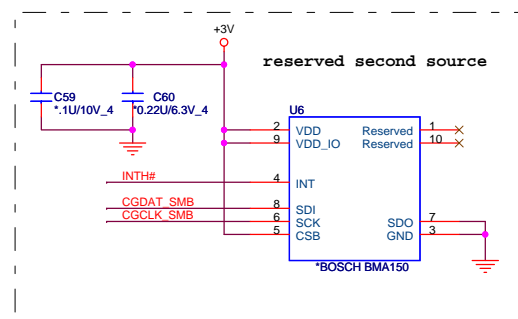 +3V
reserved second source
C59
*.1U/10V_4
C60
*0.22U/6.3V_4
U6
2 VDD Reserved 1
9 VDD_IO Reserved 10
INTH# 4 INT
CGDAT_SMB 8 SDI
CGCLK_SMB 6 SCK SDO 7
5 CSB GND 3
*BOSCH BMA150